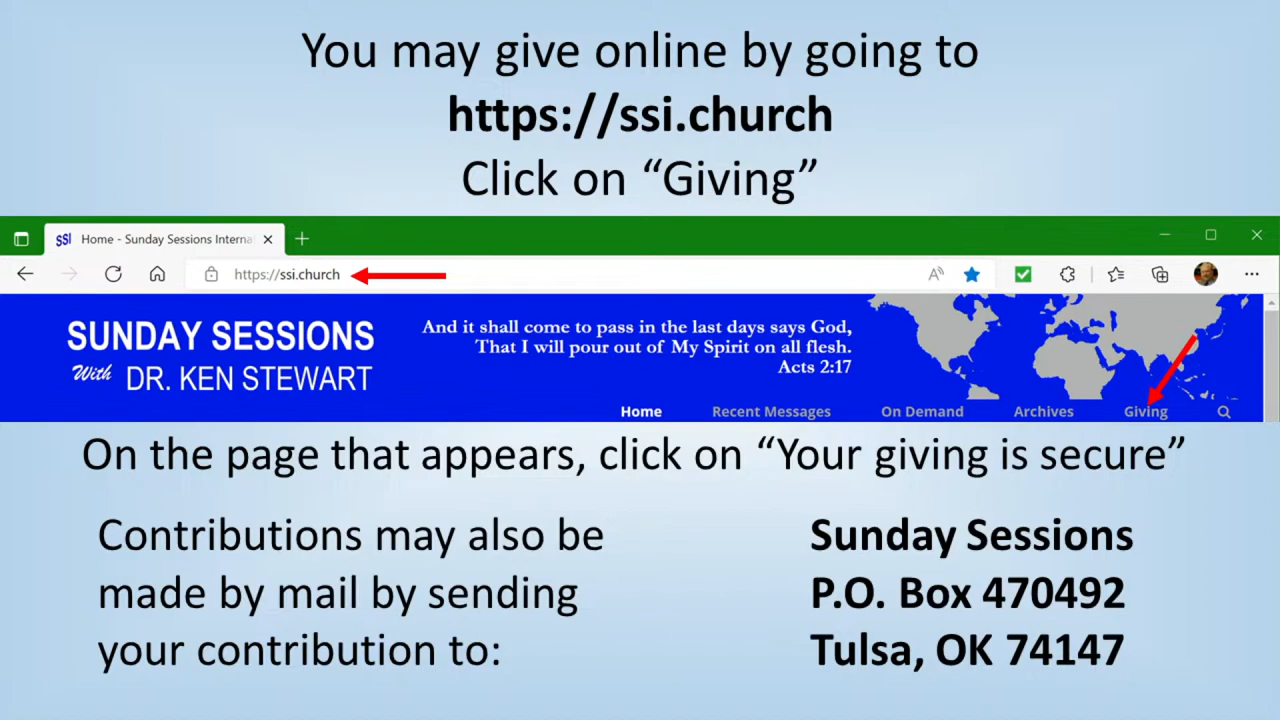 You may give online by going to
https://ssi.church
Click on “Giving”
SSI Home - Sunday Sessions Interna
https://ssi.church
SUNDAY SESSIONS
With DR. KEN STEWART
And it shall come to pass in the last days says God,
That I will pour out of My Spirit on all flesh.
Acts 2:17
Home Recent Messages On Demand Archives Giving
On the page that appears, click on “Your giving is secure”
Contributions may also be
made by mail by sending
your contribution to:
Sunday Sessions
P.O. Box 470492
Tulsa, OK 74147